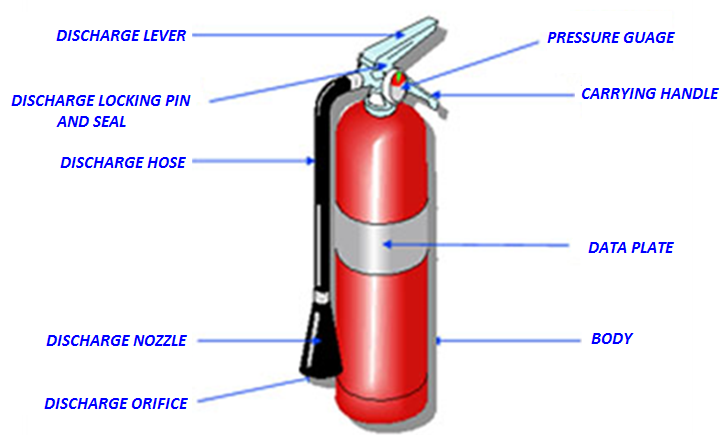 DISCHARGE LEVER
PRESSURE GUAGE
DISCHARGE LOCKING PIN
AND SEAL
CARRYING HANDLE
DISCHARGE HOSE
DATA PLATE
DISCHARGE NOZZLE
BODY
DISCHARGE ORIFICE